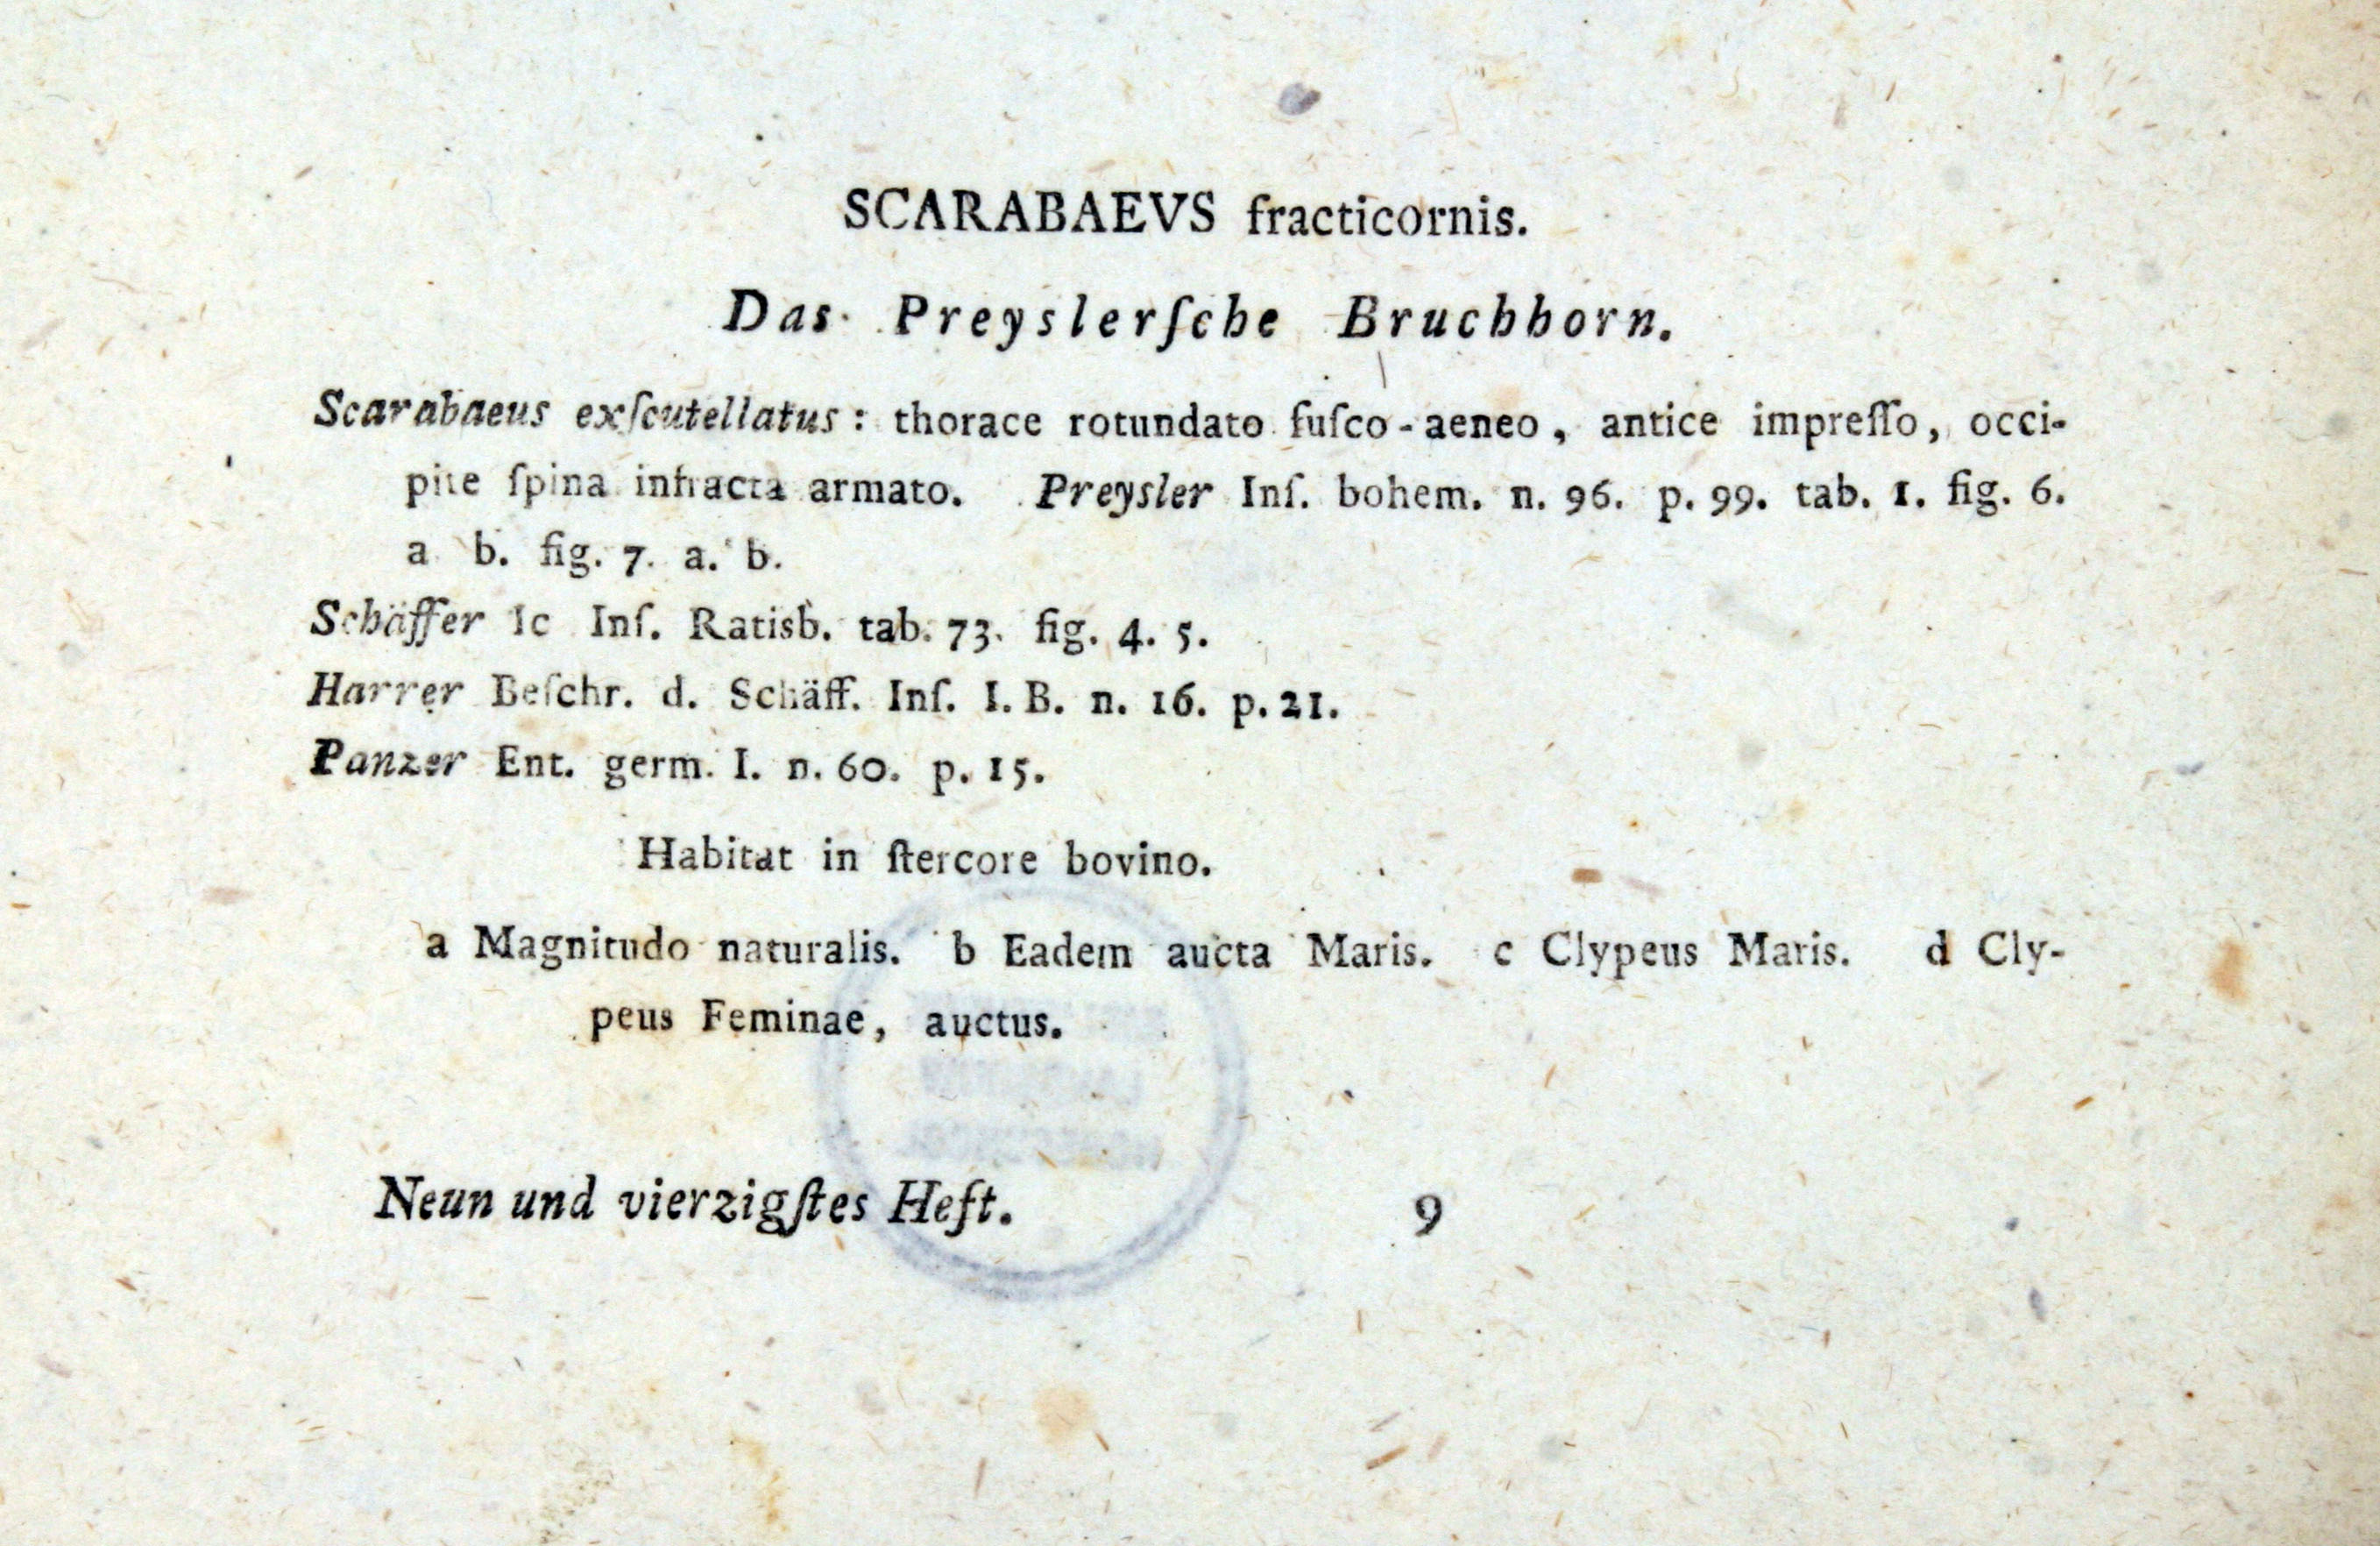 SCARABAEVS fracticornis.
Das Preyslerſche Bruchhorn.
Scarabaeus exſcutellatus: thorace rotundato fuſco-aeneo, antice impreſſo, occi-
pite ſpina infracta armato. Preysler Inſ. bohem. n. 96. p. 99. tab. 1. fig. 6.
a b. fig. 7. a. b.
Schäffer Ic Inſ. Ratisb. tab. 73. fig. 4. 5.
Harrer Beſchr. d. Schäff. Inſ. I. B. n. 16. p. 21.
Panzer Ent. germ. I. n. 60. p. 15.
Habitat in ſtercore bovino.
a Magnitudo naturalis. b Eadem aucta Maris. c Clypeus Maris. d Cly-
peus Feminae, auctus.
Neun und vierzigſtes Heft. 9